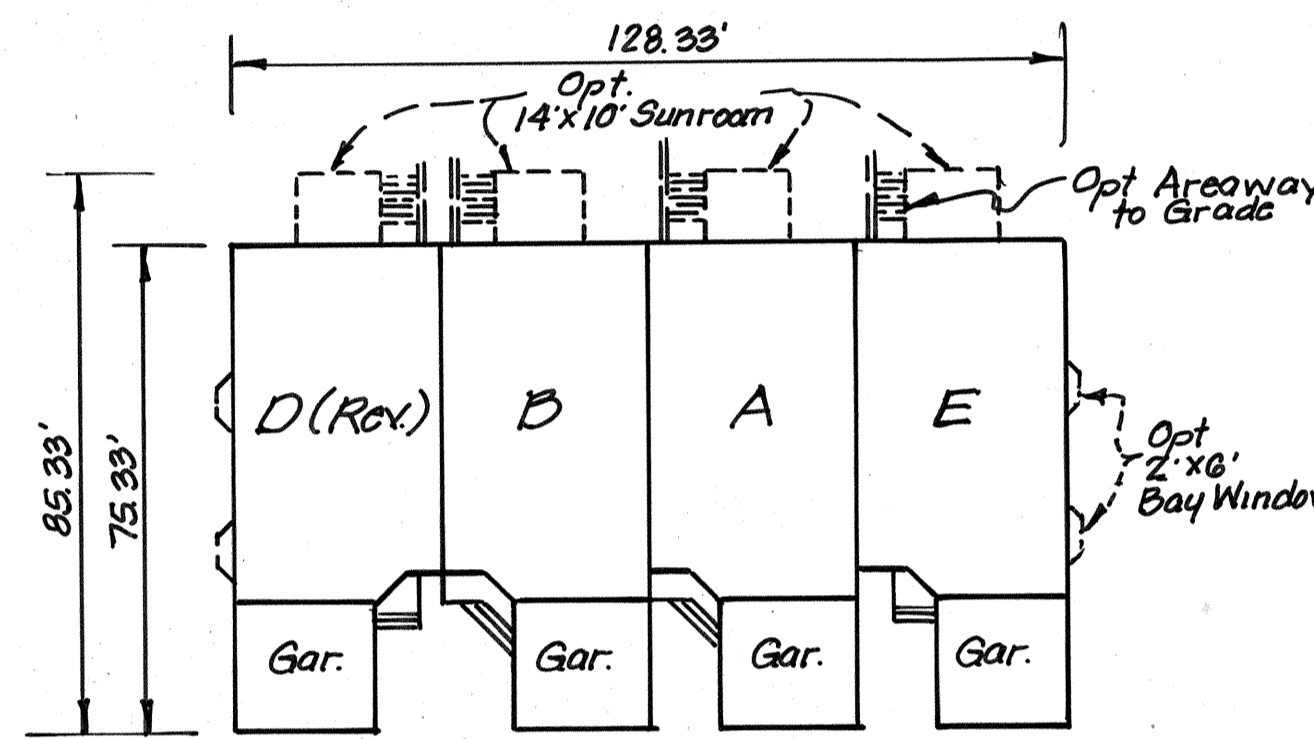 128.33'
Opt.
14'x10' Sunroom
Opt Areaway
to Grade
85.33'
75.33'
D (Rev.)
B
A
E
Opt
2'x6'
Bay Window
Gar.
Gar.
Gar.
Gar.